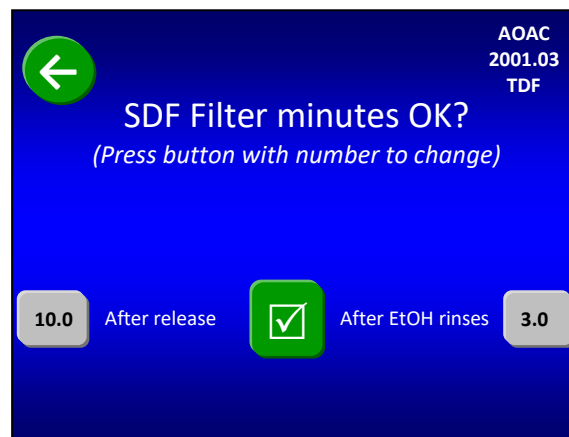 AOAC
2001.03
TDF
SDF Filter minutes OK?
(Press button with number to change)
10.0 After release After EtOH rinses 3.0